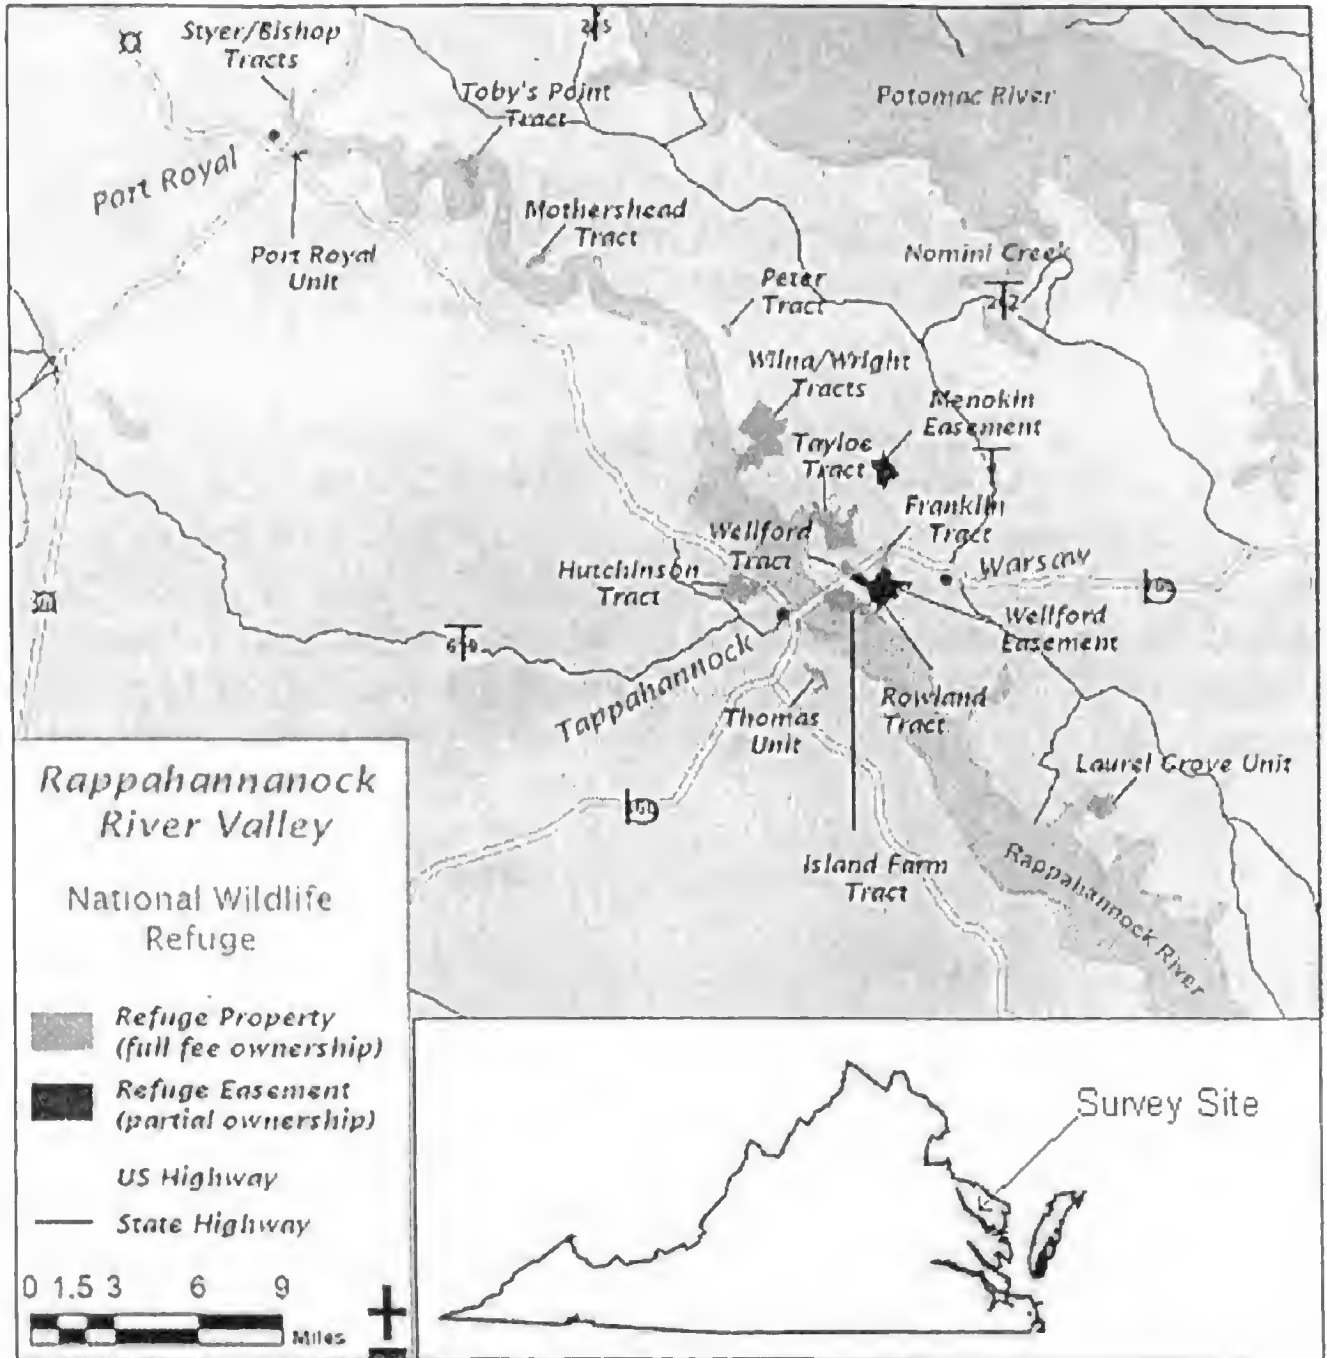 Styer/Bishop
Tracts
Toby's Point
Tract
Potomac River
Port Royal
Port Royal
Unit
Mothershead
Tract
Nomini Creek
Peter
Tract
Wilna/Wright
Tracts
Menokin
Easement
Tayloe
Tract
Franklin
Tract
Wellford
Tract
Hutchinson
Tract
Warsaw
Wellford
Easement
Tappahannock
Rowland
Tract
Thomas
Unit
Laurel Grove Unit
Island Farm
Tract
Rappahannock River
Rappahannanock
River Valley
National Wildlife
Refuge
Refuge Property
(full fee ownership)
Refuge Easement
(partial ownership)
US Highway
State Highway
0 1.5 3 6 9
Miles
Survey Site